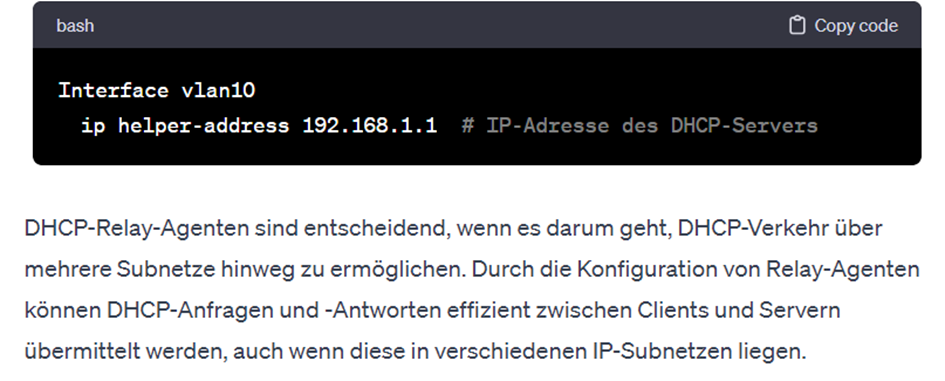 bash Copy code
Interface vlan10
ip helper-address 192.168.1.1 # IP-Adresse des DHCP-Servers
DHCP-Relay-Agenten sind entscheidend, wenn es darum geht, DHCP-Verkehr über
mehrere Subnetze hinweg zu ermöglichen. Durch die Konfiguration von Relay-Agenten
können DHCP-Anfragen und -Antworten effizient zwischen Clients und Servern
übermittelt werden, auch wenn diese in verschiedenen IP-Subnetzen liegen.